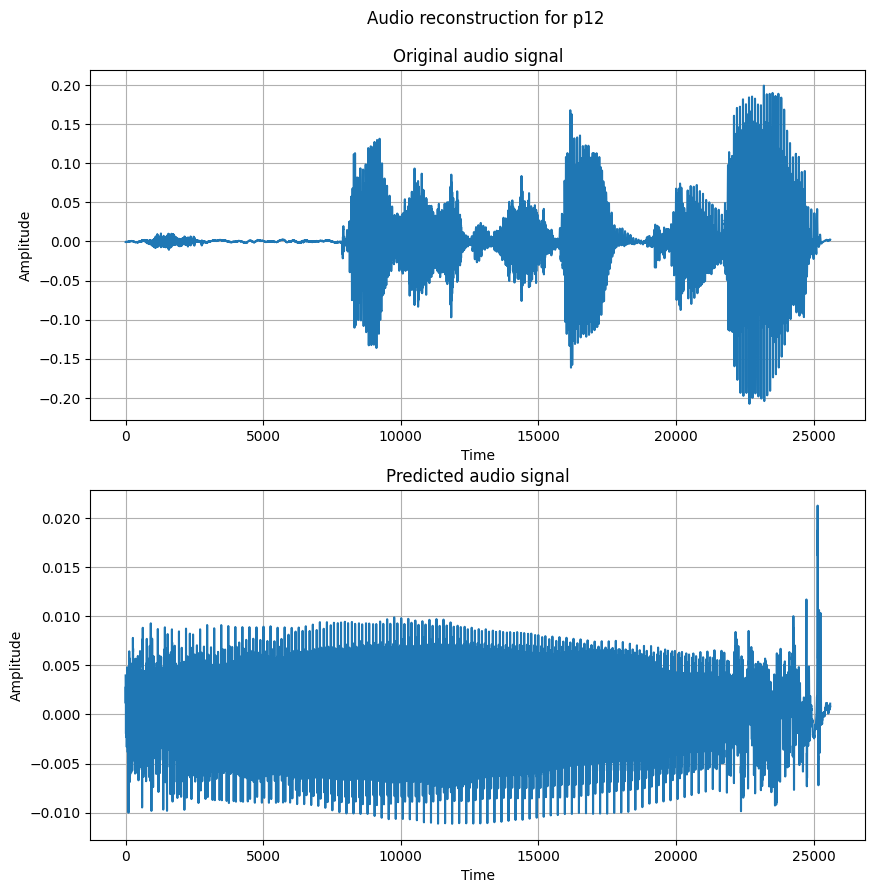 Audio reconstruction for p12
Original audio signal
0.20
0.15
0.10
0.05
0.00
−0.05
−0.10
−0.15
−0.20
Amplitude
0 5000 10000 15000 20000 25000
Time
Predicted audio signal
0.020
0.015
0.010
0.005
0.000
−0.005
−0.010
Amplitude
0 5000 10000 15000 20000 25000
Time